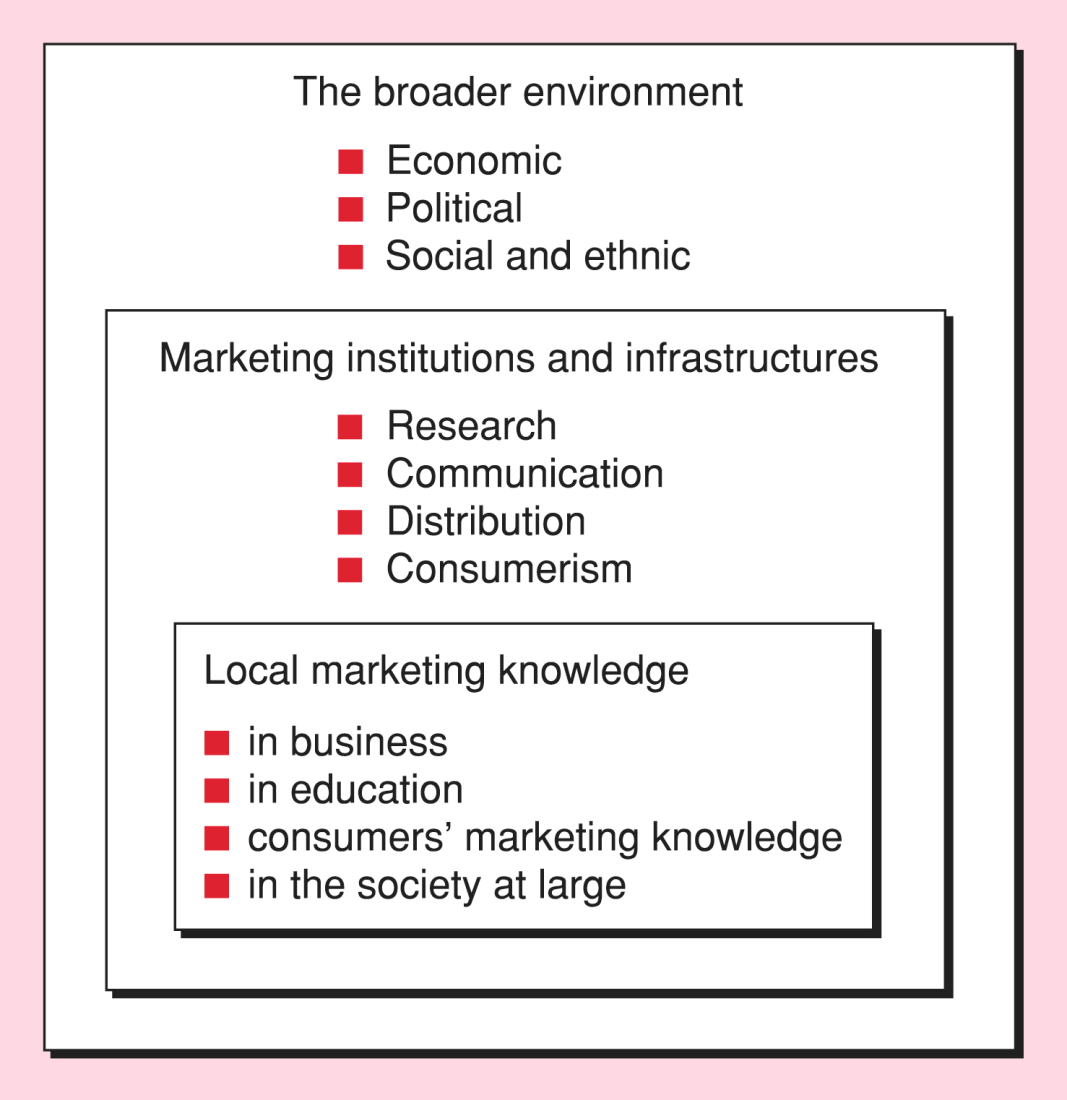 The broader environment
Economic
Political
Social and ethnic
Marketing institutions and infrastructures
Research
Communication
Distribution
Consumerism
Local marketing knowledge
in business
in education
consumers’ marketing knowledge
in the society at large